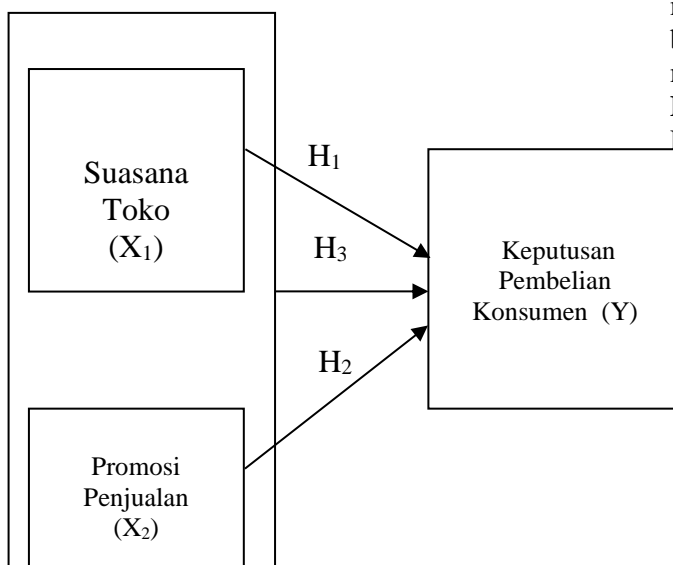 Suasana
Toko
(X₁)
H₁
H₃
H₂
Keputusan
Pembelian
Konsumen (Y)
Promosi
Penjualan
(X₂)